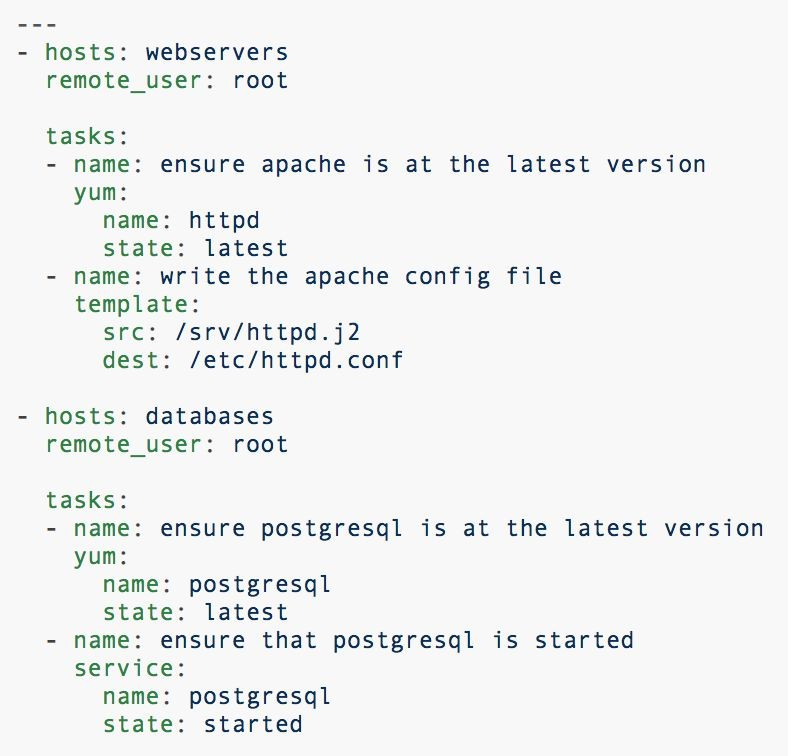 ---
- hosts: webservers
  remote_user: root

  tasks:
  - name: ensure apache is at the latest version
    yum:
      name: httpd
      state: latest
  - name: write the apache config file
    template:
      src: /srv/httpd.j2
      dest: /etc/httpd.conf

- hosts: databases
  remote_user: root

  tasks:
  - name: ensure postgresql is at the latest version
    yum:
      name: postgresql
      state: latest
  - name: ensure that postgresql is started
    service:
      name: postgresql
      state: started